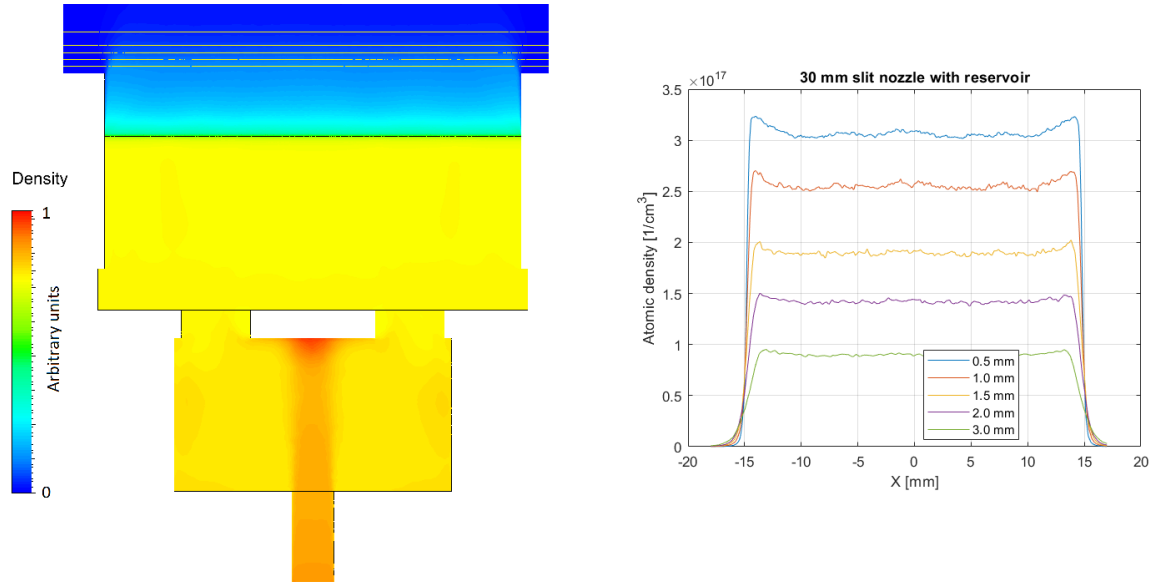 Density
1
Arbitrary units
0
30 mm slit nozzle with reservoir
×10^17
Atomic density [1/cm^3]
3.5
3
2.5
2
1.5
1
0.5
0
-20 -15 -10 -5 0 5 10 15 20
X [mm]
0.5 mm
1.0 mm
1.5 mm
2.0 mm
3.0 mm